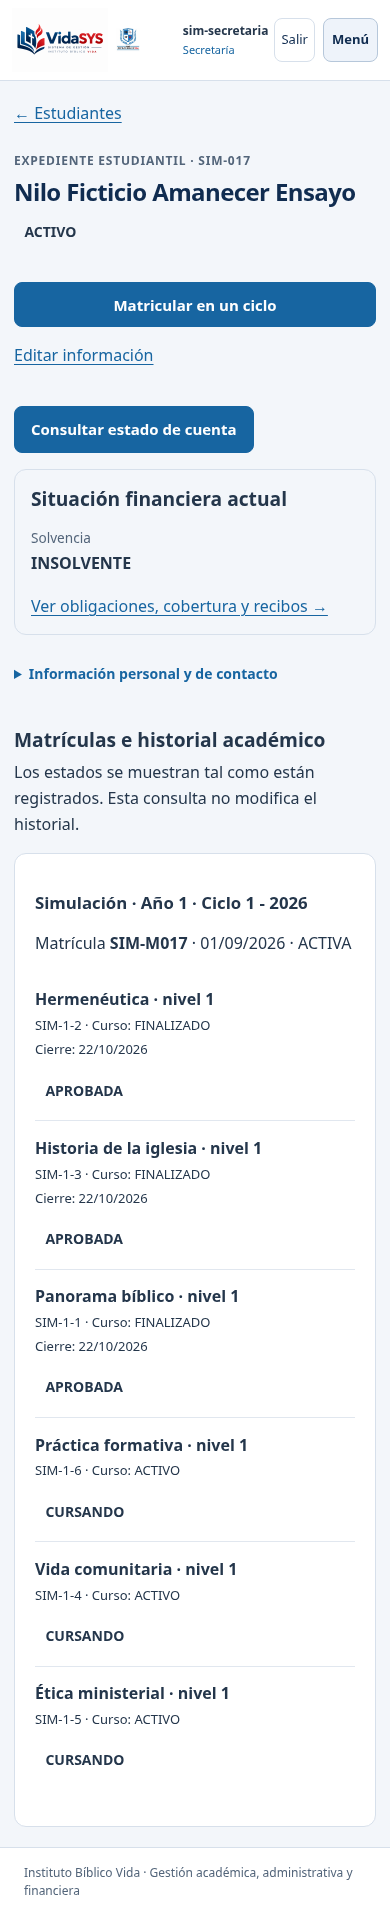 VidaSYS
sim-secretaria
Secretaría
Salir
Menú
← Estudiantes
EXPEDIENTE ESTUDIANTIL · SIM-017
Nilo Ficticio Amanecer Ensayo
ACTIVO
Matricular en un ciclo
Editar información
Consultar estado de cuenta
Situación financiera actual
Solvencia
INSOLVENTE
Ver obligaciones, cobertura y recibos →
Información personal y de contacto
Matrículas e historial académico
Los estados se muestran tal como están
registrados. Esta consulta no modifica el
historial.
Simulación · Año 1 · Ciclo 1 - 2026
Matrícula SIM-M017 · 01/09/2026 · ACTIVA
Hermenéutica · nivel 1
SIM-1-2 · Curso: FINALIZADO
Cierre: 22/10/2026
APROBADA
Historia de la iglesia · nivel 1
SIM-1-3 · Curso: FINALIZADO
Cierre: 22/10/2026
APROBADA
Panorama bíblico · nivel 1
SIM-1-1 · Curso: FINALIZADO
Cierre: 22/10/2026
APROBADA
Práctica formativa · nivel 1
SIM-1-6 · Curso: ACTIVO
CURSANDO
Vida comunitaria · nivel 1
SIM-1-4 · Curso: ACTIVO
CURSANDO
Ética ministerial · nivel 1
SIM-1-5 · Curso: ACTIVO
CURSANDO
Instituto Bíblico Vida · Gestión académica, administrativa y
financiera